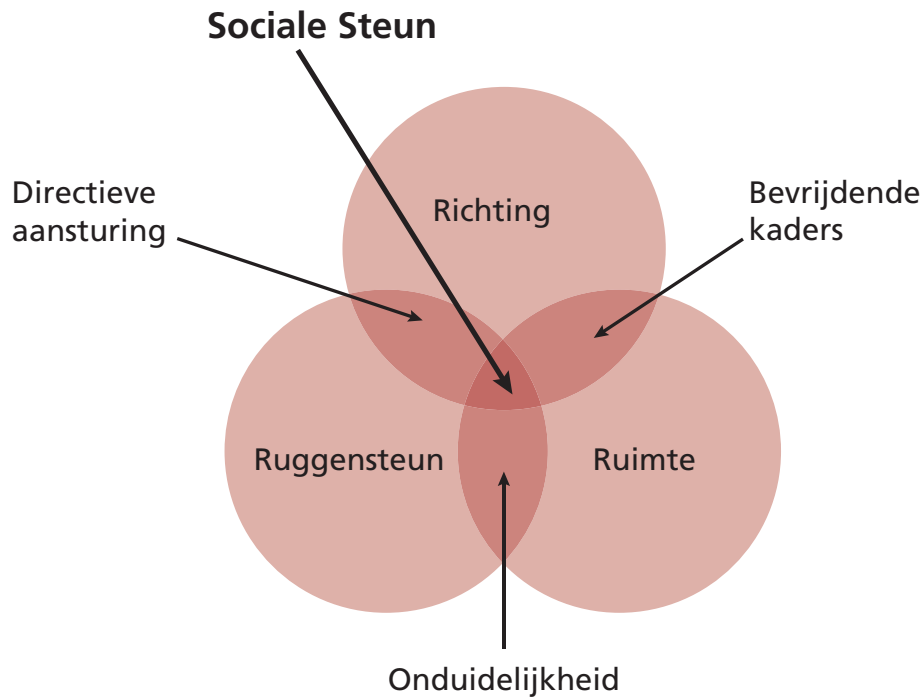 Sociale Steun
Directieve
aansturing
Richting
Bevrijdende
kaders
Ruggensteun
Ruimte
Onduidelijkheid